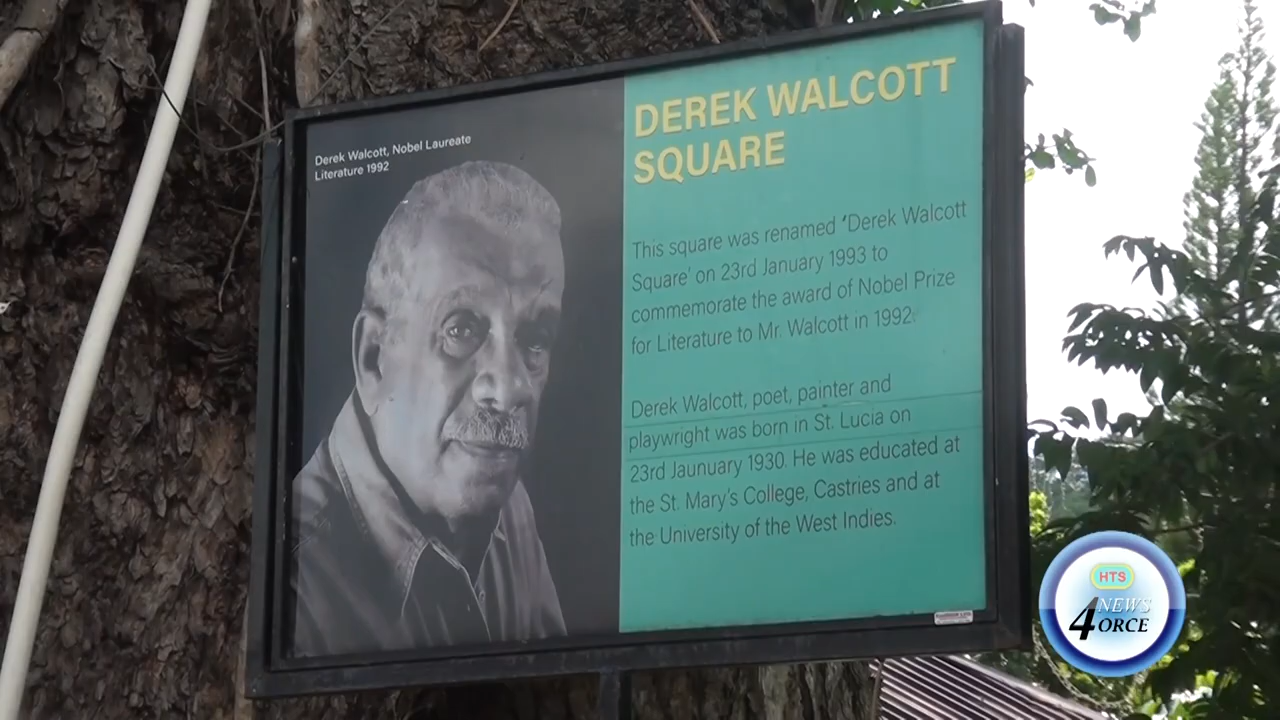 Derek Walcott, Nobel Laureate
Literature 1992
DEREK WALCOTT
SQUARE
This square was renamed ‘Derek Walcott
Square’ on 23rd January 1993 to
commemorate the award of Nobel Prize
for Literature to Mr. Walcott in 1992.
Derek Walcott, poet, painter and
playwright was born in St. Lucia on
23rd Jaunuary 1930. He was educated at
the St. Mary’s College, Castries and at
the University of the West Indies.
HTS
NEWS
4ORCE